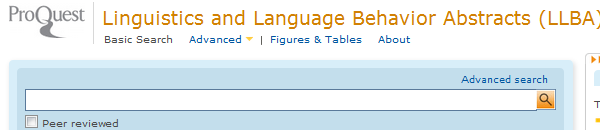 ProQuest
Linguistics and Language Behavior Abstracts (LLBA)
Basic Search Advanced | Figures & Tables About
Advanced search
Peer reviewed